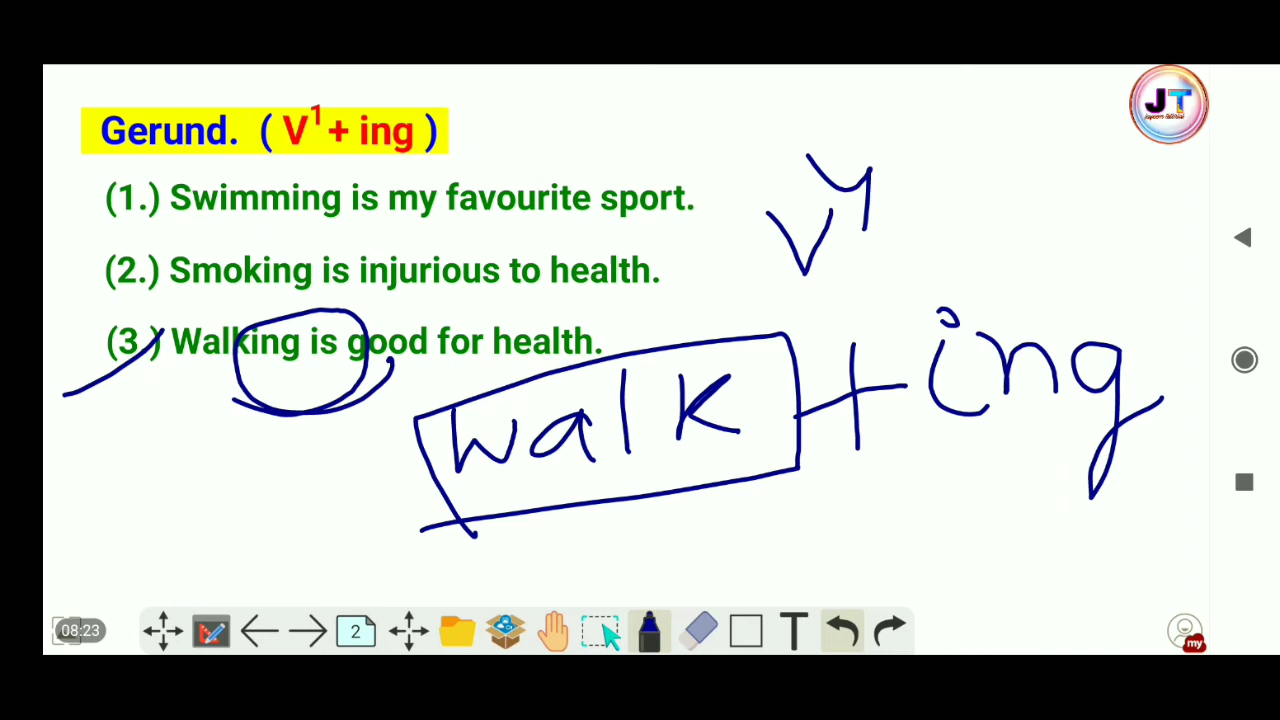 Gerund. ( V¹ + ing )
JT
(1.) Swimming is my favourite sport.
(2.) Smoking is injurious to health.
(3.) Walking is good for health.
walk + ing
08:23
2
T
my